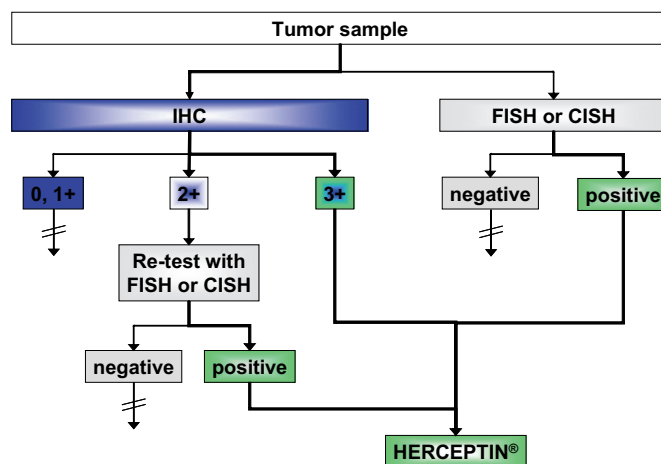 Tumor sample
IHC
FISH or CISH
0, 1+
2+
3+
negative
positive
Re-test with
FISH or CISH
negative
positive
HERCEPTIN®